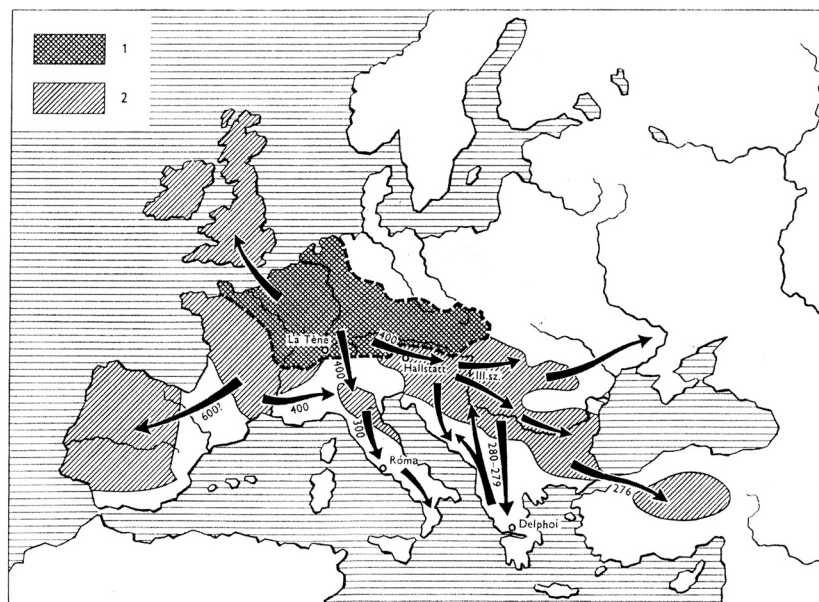 1
2
La Tène
400
Hallstatt
III.sz.
400
600?
400
300
Róma
280–279
276
Delphoi